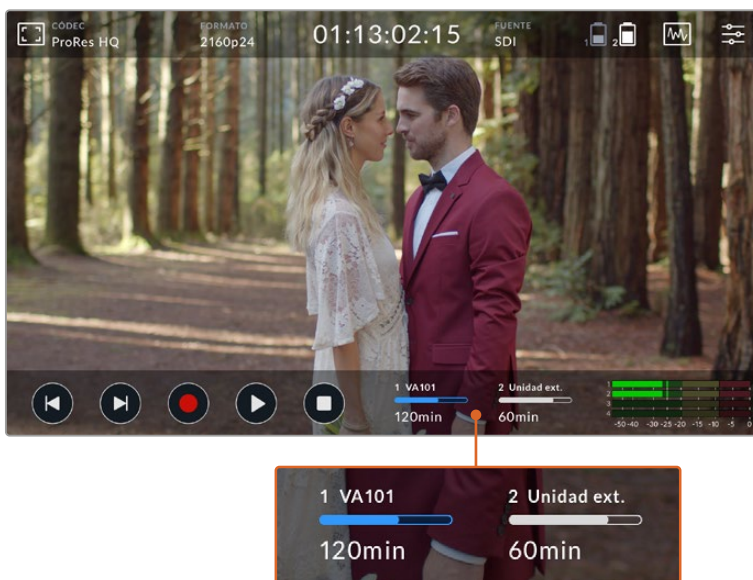 CÓDEC
ProRes HQ
FORMATO
2160p24
01:13:02:15
FUENTE
SDI
1
2
1 VA101
120min
2 Unidad ext.
60min
1
2
3
4
-50 -40 -30 -25 -20 -15 -10 -5 0
1 VA101
120min
2 Unidad ext.
60min